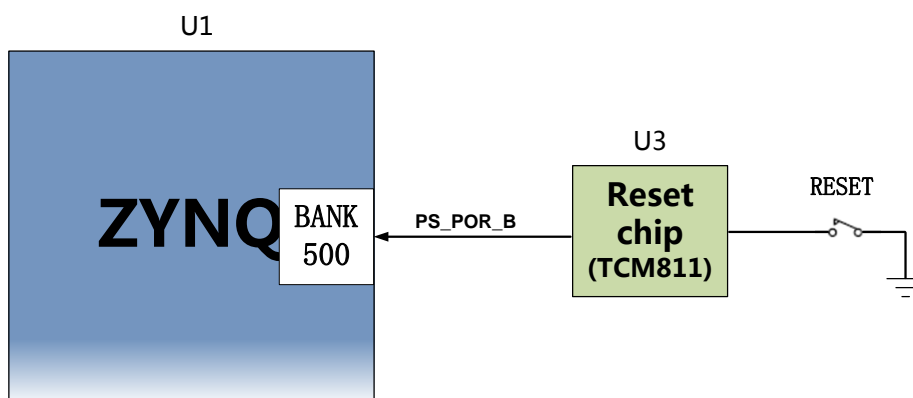 U1
ZYNQ
BANK
500
PS_POR_B
U3
Reset
chip
(TCM811)
RESET